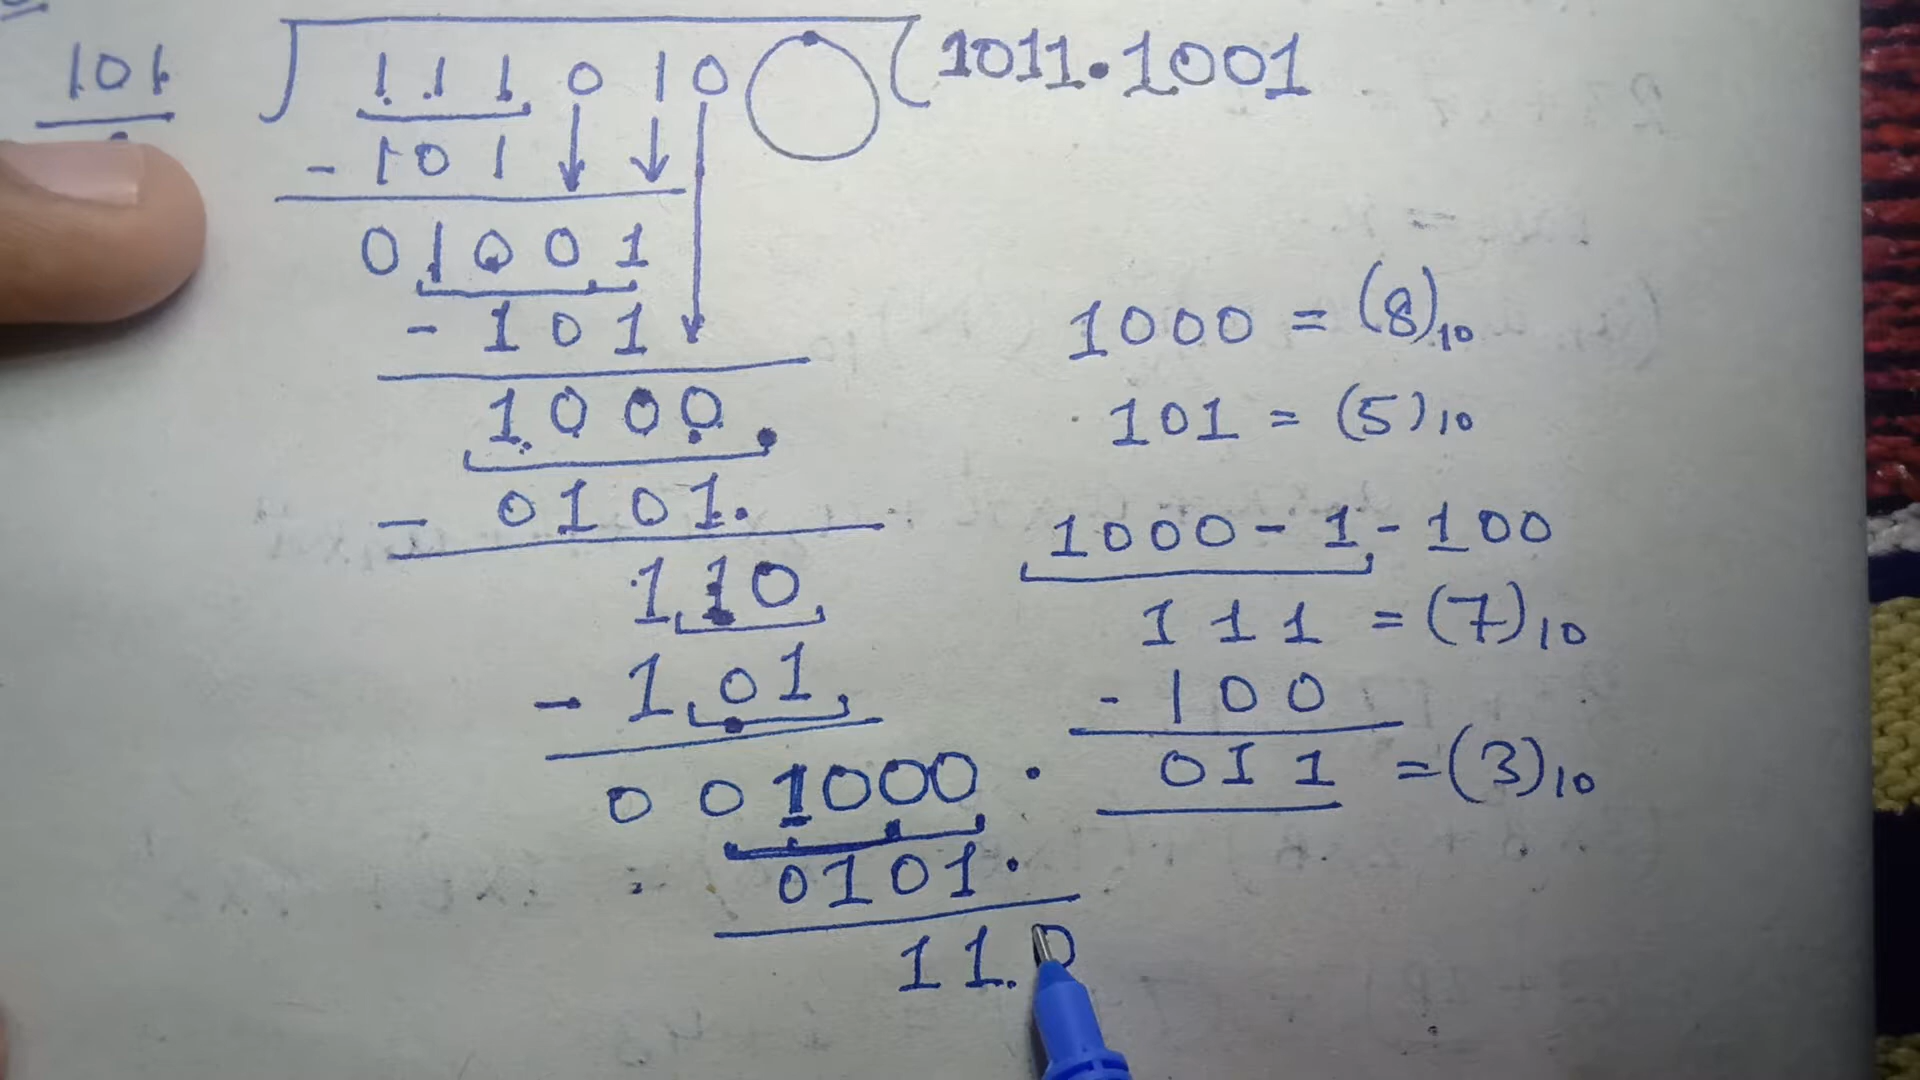 101 111010 1011.1001
- 101
01001
- 101
1000.
- 0101.
110
- 101.
001000.
0101.
11.0
1000 = (8)10
101 = (5)10
1000 - 1 - 100
111 = (7)10
- 100
011 = (3)10